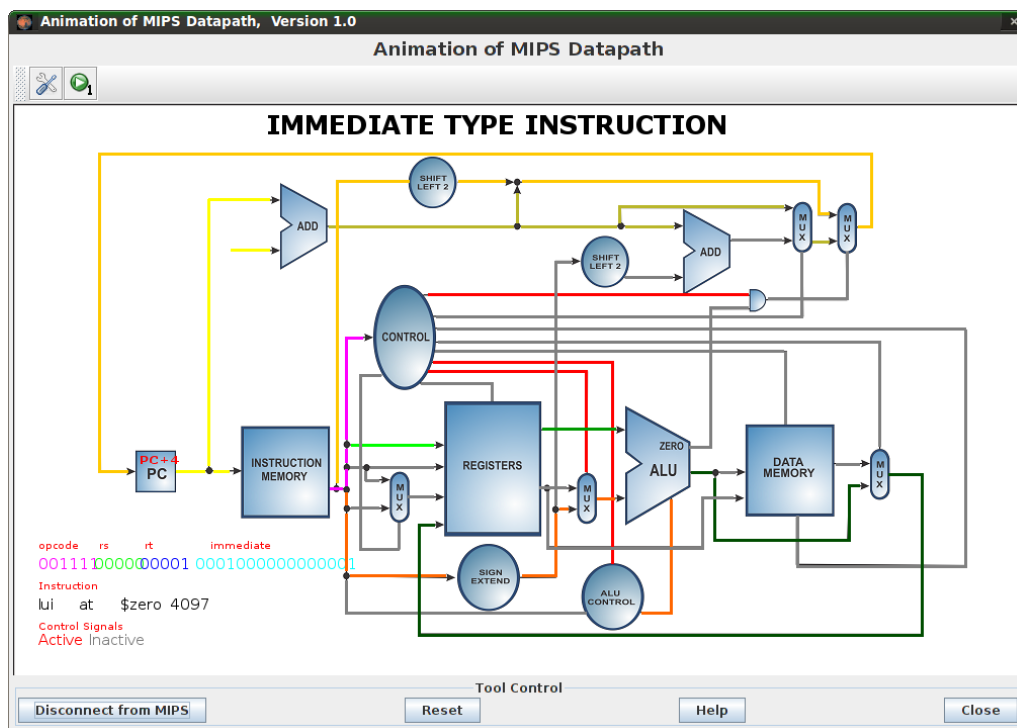 Animation of MIPS Datapath,  Version 1.0
Animation of MIPS Datapath
1
IMMEDIATE TYPE INSTRUCTION
SHIFT
LEFT 2
ADD
MUX
MUX
ADD
SHIFT
LEFT 2
CONTROL
PC+4
PC
INSTRUCTION
MEMORY
REGISTERS
MUX
MUX
ZERO
ALU
DATA
MEMORY
MUX
SIGN
EXTEND
ALU
CONTROL
opcode rs rt immediate
001111 00000 00001 0001000000000001
Instruction
lui at $zero 4097
Control Signals
Active Inactive
Tool Control
Disconnect from MIPS Reset Help Close